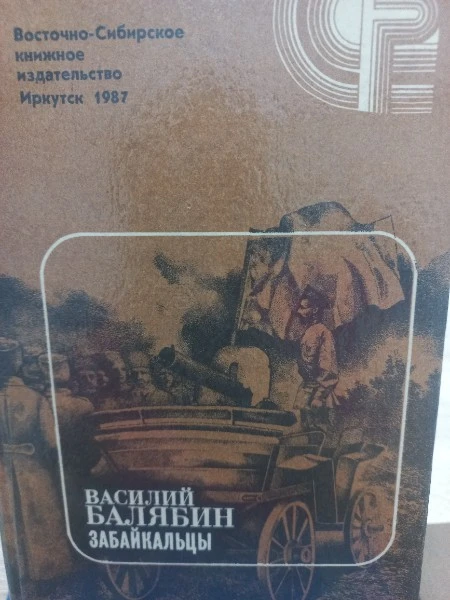 Восточно-Сибирское
книжное
издательство
Иркутск 1987
ВАСИЛИЙ
БАЛЯБИН
ЗАБАЙКАЛЬЦЫ